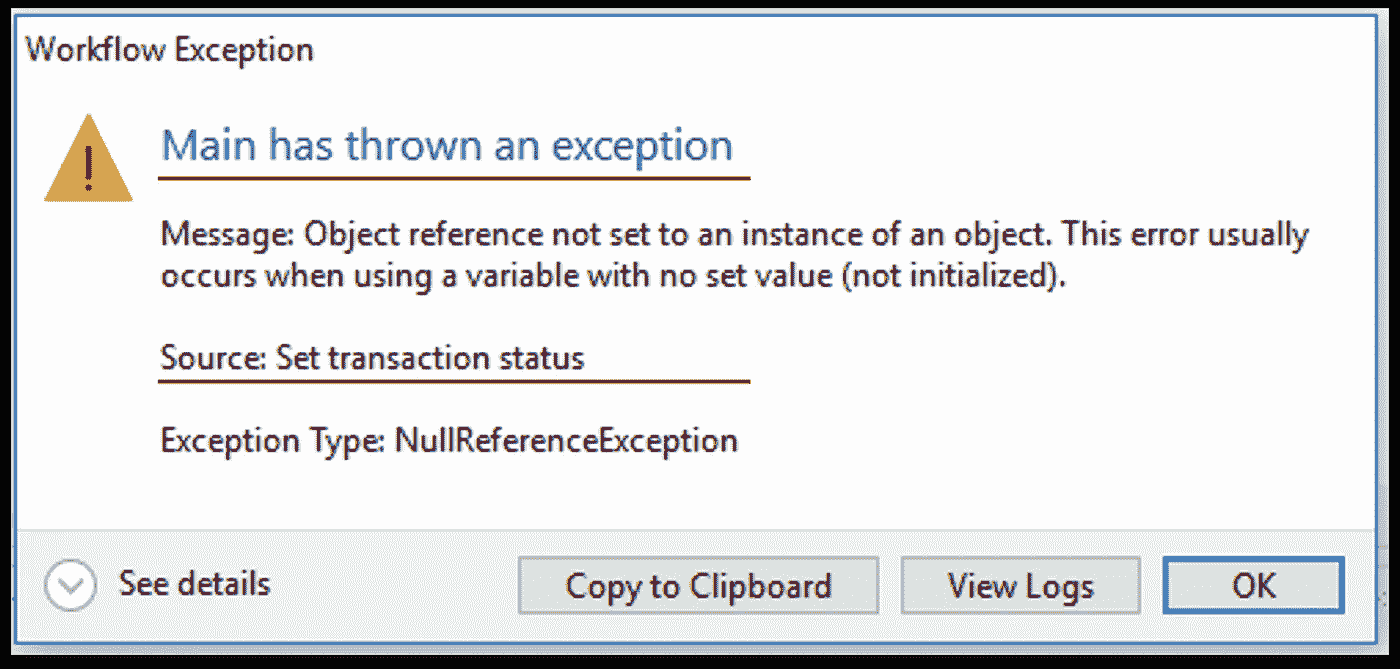 Workflow Exception
!
Main has thrown an exception
Message: Object reference not set to an instance of an object. This error usually
occurs when using a variable with no set value (not initialized).
Source: Set transaction status
Exception Type: NullReferenceException
See details
Copy to Clipboard
View Logs
OK